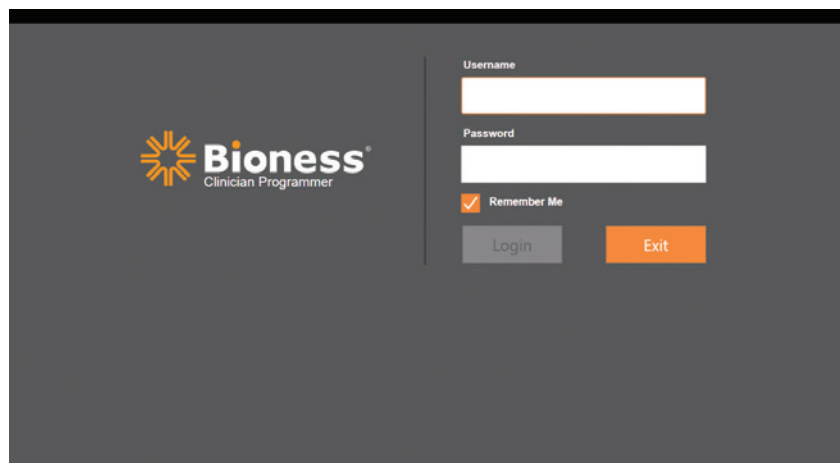 Bioness®
Clinician Programmer
Username
Password
Remember Me
Login
Exit